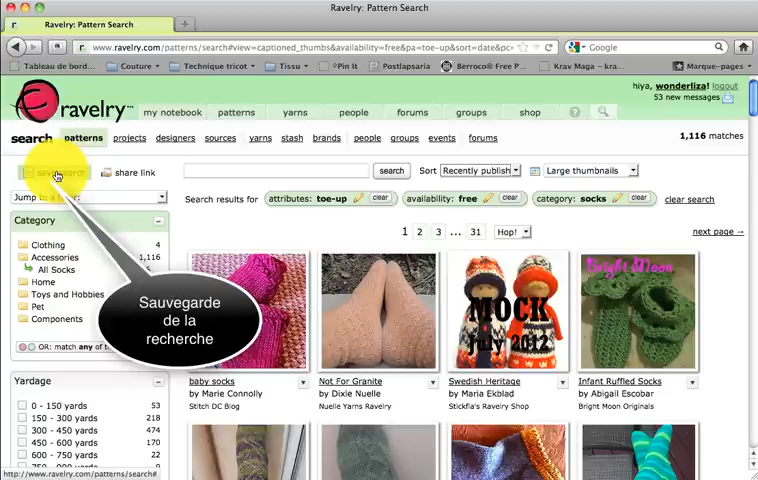 Ravelry: Pattern Search
Ravelry: Pattern Search
www.ravelry.com/patterns/search#view=captioned_thumbs&availability=free&pa=toe-up&sort=date&pc=
Google
Tableau de bord...
Couture
Technique tricot
Tissu
Pin It
Postlapsaria
Berroco® Free P...
Krav Maga - kra...
Marque-pages
hiya, wonderliza! logout
53 new messages
ravelry
my notebook
patterns
yarns
people
forums
groups
shop
?
search
patterns
projects
designers
sources
yarns
stash
brands
people
groups
events
forums
1,116 matches
save search
share link
search
Sort
Recently publish
Large thumbnails
Jump to a filter:
Search results for
attributes: toe-up
clear
availability: free
clear
category: socks
clear
clear search
Category
1 2 3 ... 31
Hop!
next page →
Clothing 4
Accessories 1,116
All Socks
Home
Toys and Hobbies
Pet
Components
OR: match any of
Sauvegarde
de la
recherche
MOCK
July 2012
Bright Moon
baby socks
by Marie Connolly
Stitch DC Blog
Not For Granite
by Dixie Nuelle
Nuelle Yarns Ravelry
Swedish Heritage
by Maria Ekblad
Stickfia's Ravelry Shop
Infant Ruffled Socks
by Abigail Escobar
Bright Moon Originals
Yardage
0 - 150 yards 53
150 - 300 yards 218
300 - 450 yards 474
450 - 600 yards 170
600 - 750 yards 22
http://www.ravelry.com/patterns/search#